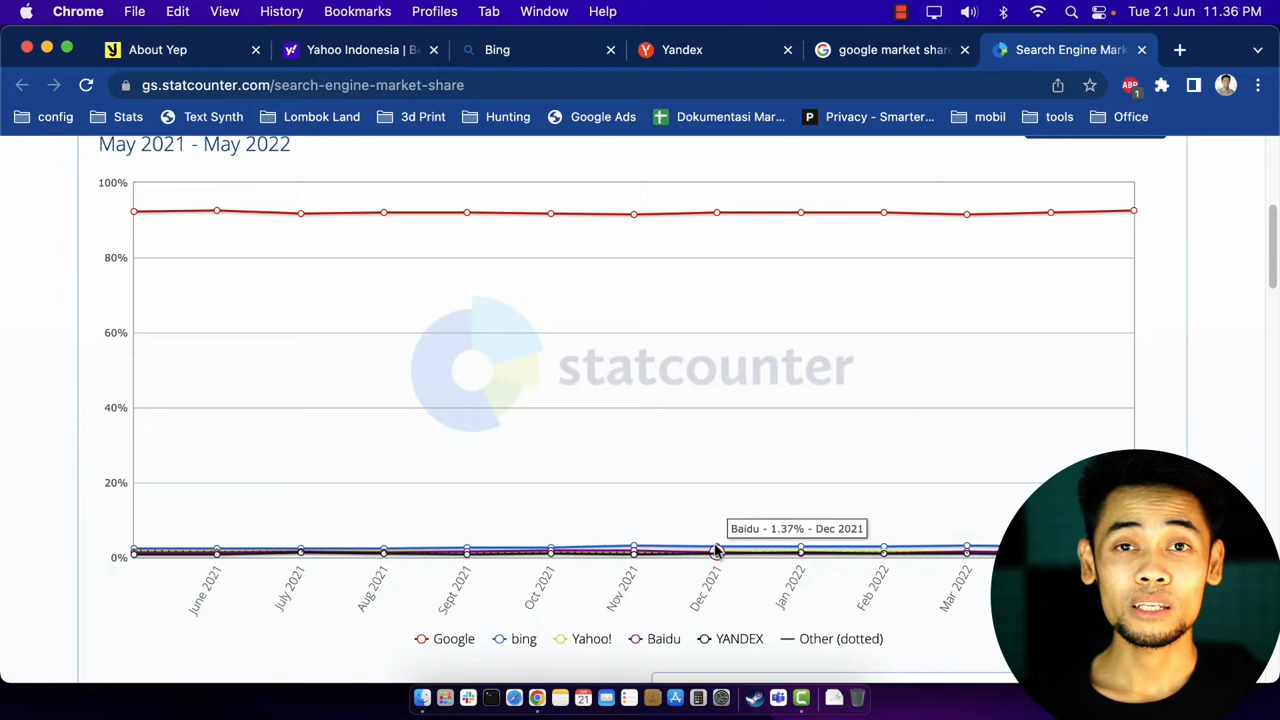 Chrome File Edit View History Bookmarks Profiles Tab Window Help Tue 21 Jun 11.36 PM
About Yep Yahoo Indonesia | B Bing Yandex google market shar Search Engine Mar
gs.statcounter.com/search-engine-market-share ABP 1
config Stats Text Synth Lombok Land 3d Print Hunting Google Ads Dokumentasi Mar... Privacy - Smarter... mobil tools Office
May 2021 - May 2022
100%
80%
60%
statcounter
40%
20%
Baidu - 1.37% - Dec 2021
0%
June 2021 July 2021 Aug 2021 Sept 2021 Oct 2021 Nov 2021 Dec 2021 Jan 2022 Feb 2022 Mar 2022
Google bing Yahoo! Baidu YANDEX Other (dotted)